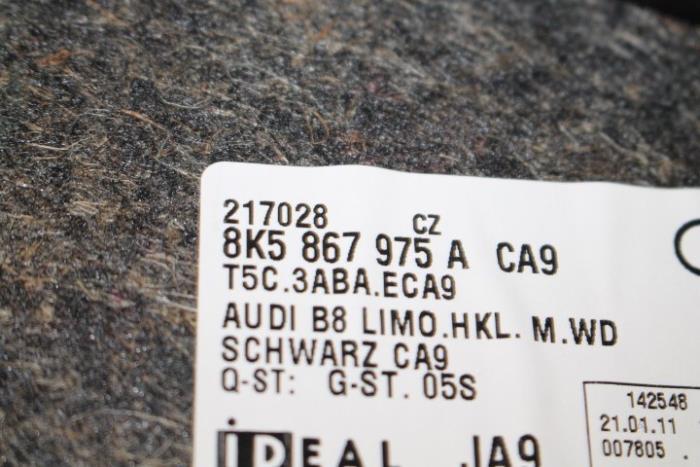 217028 CZ
8K5 867 975 A CA9
T5C.3ABA.ECA9
AUDI B8 LIMO.HKL. M.WD
SCHWARZ CA9
Q-ST: G-ST. 05S
142548
21.01.11
007805 .
iDEAL JA9